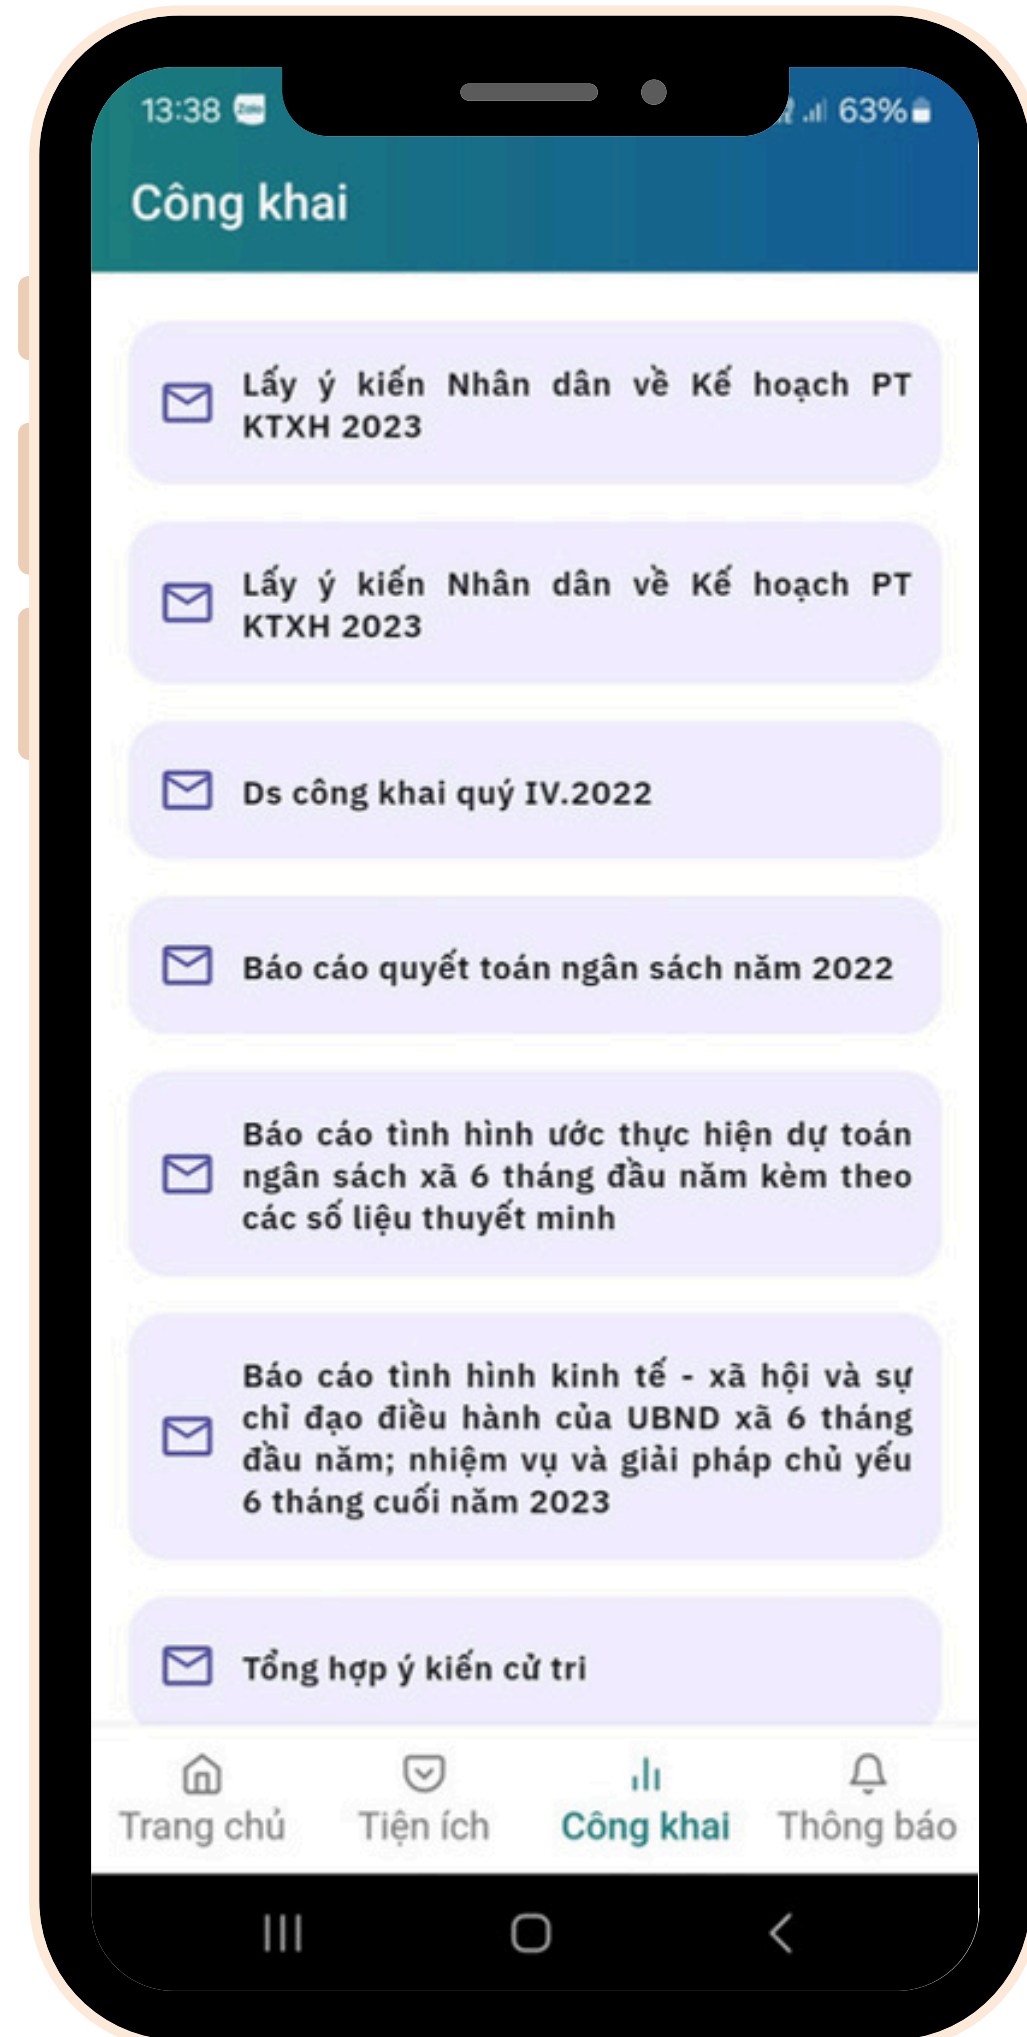 13:38
63%
Công khai
Lấy ý kiến Nhân dân về Kế hoạch PT
KTXH 2023
Lấy ý kiến Nhân dân về Kế hoạch PT
KTXH 2023
Ds công khai quý IV.2022
Báo cáo quyết toán ngân sách năm 2022
Báo cáo tình hình ước thực hiện dự toán
ngân sách xã 6 tháng đầu năm kèm theo
các số liệu thuyết minh
Báo cáo tình hình kinh tế - xã hội và sự
chỉ đạo điều hành của UBND xã 6 tháng
đầu năm; nhiệm vụ và giải pháp chủ yếu
6 tháng cuối năm 2023
Tổng hợp ý kiến cử tri
Trang chủ
Tiện ích
Công khai
Thông báo